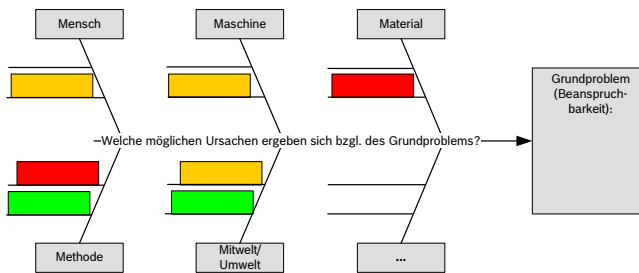 Mensch
Maschine
Material
Grundproblem
(Beanspruch-
barkeit):
Welche möglichen Ursachen ergeben sich bzgl. des Grundproblems?
Methode
Mitwelt/
Umwelt
...